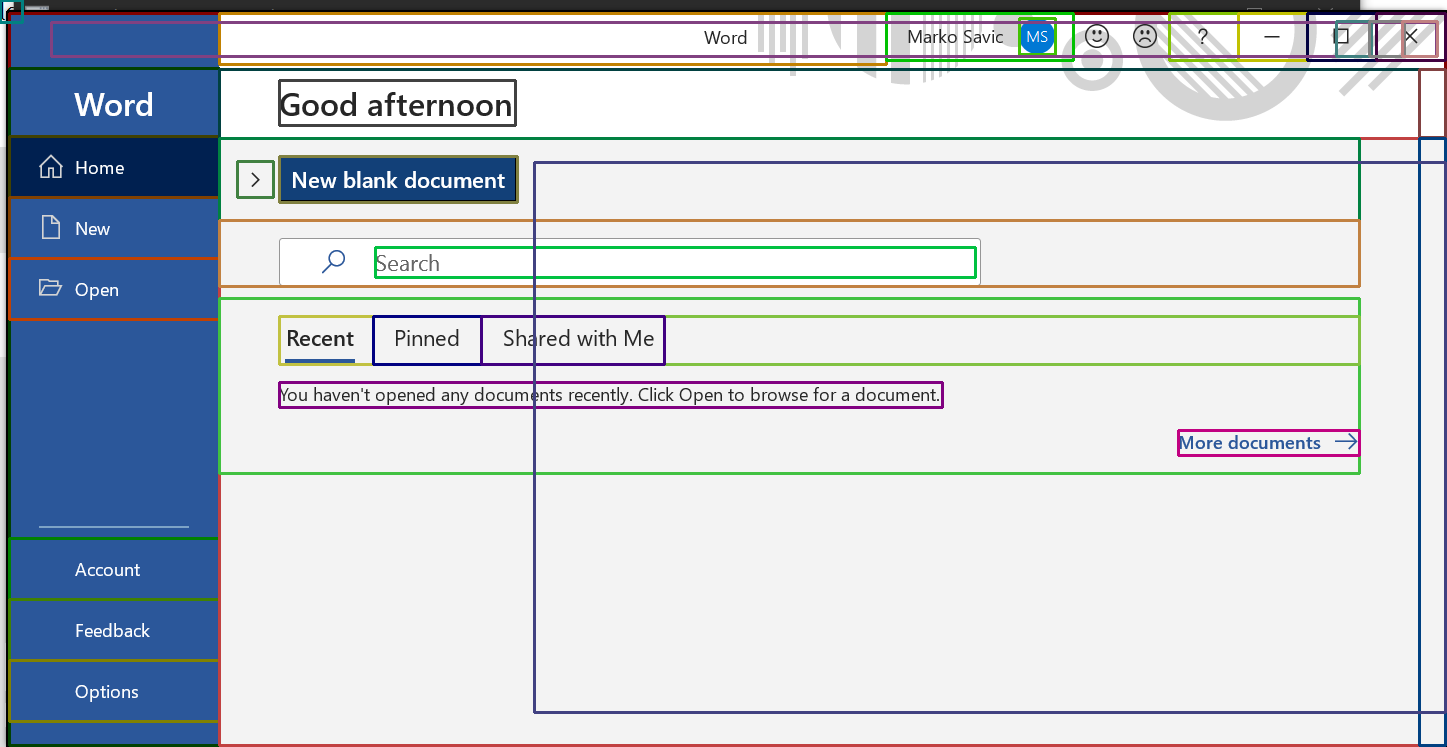 Word
Marko Savic
MS
?
Word
Good afternoon
Home
New blank document
New
Search
Open
Recent
Pinned
Shared with Me
You haven't opened any documents recently. Click Open to browse for a document.
More documents
Account
Feedback
Options